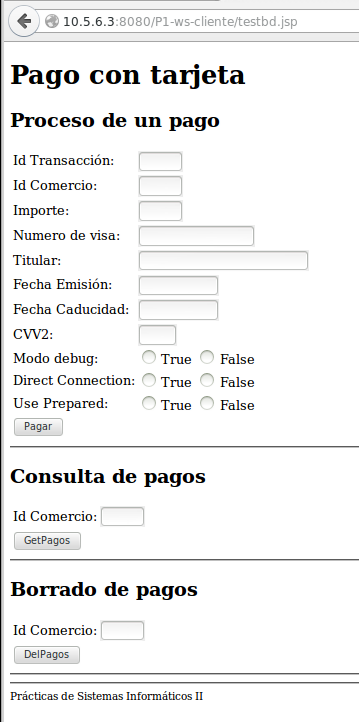 10.5.6.3:8080/P1-ws-cliente/testbd.jsp
Pago con tarjeta
Proceso de un pago
Id Transacción:
Id Comercio:
Importe:
Numero de visa:
Titular:
Fecha Emisión:
Fecha Caducidad:
CVV2:
Modo debug: True False
Direct Connection: True False
Use Prepared: True False
Pagar
Consulta de pagos
Id Comercio:
GetPagos
Borrado de pagos
Id Comercio:
DelPagos
Prácticas de Sistemas Informáticos II